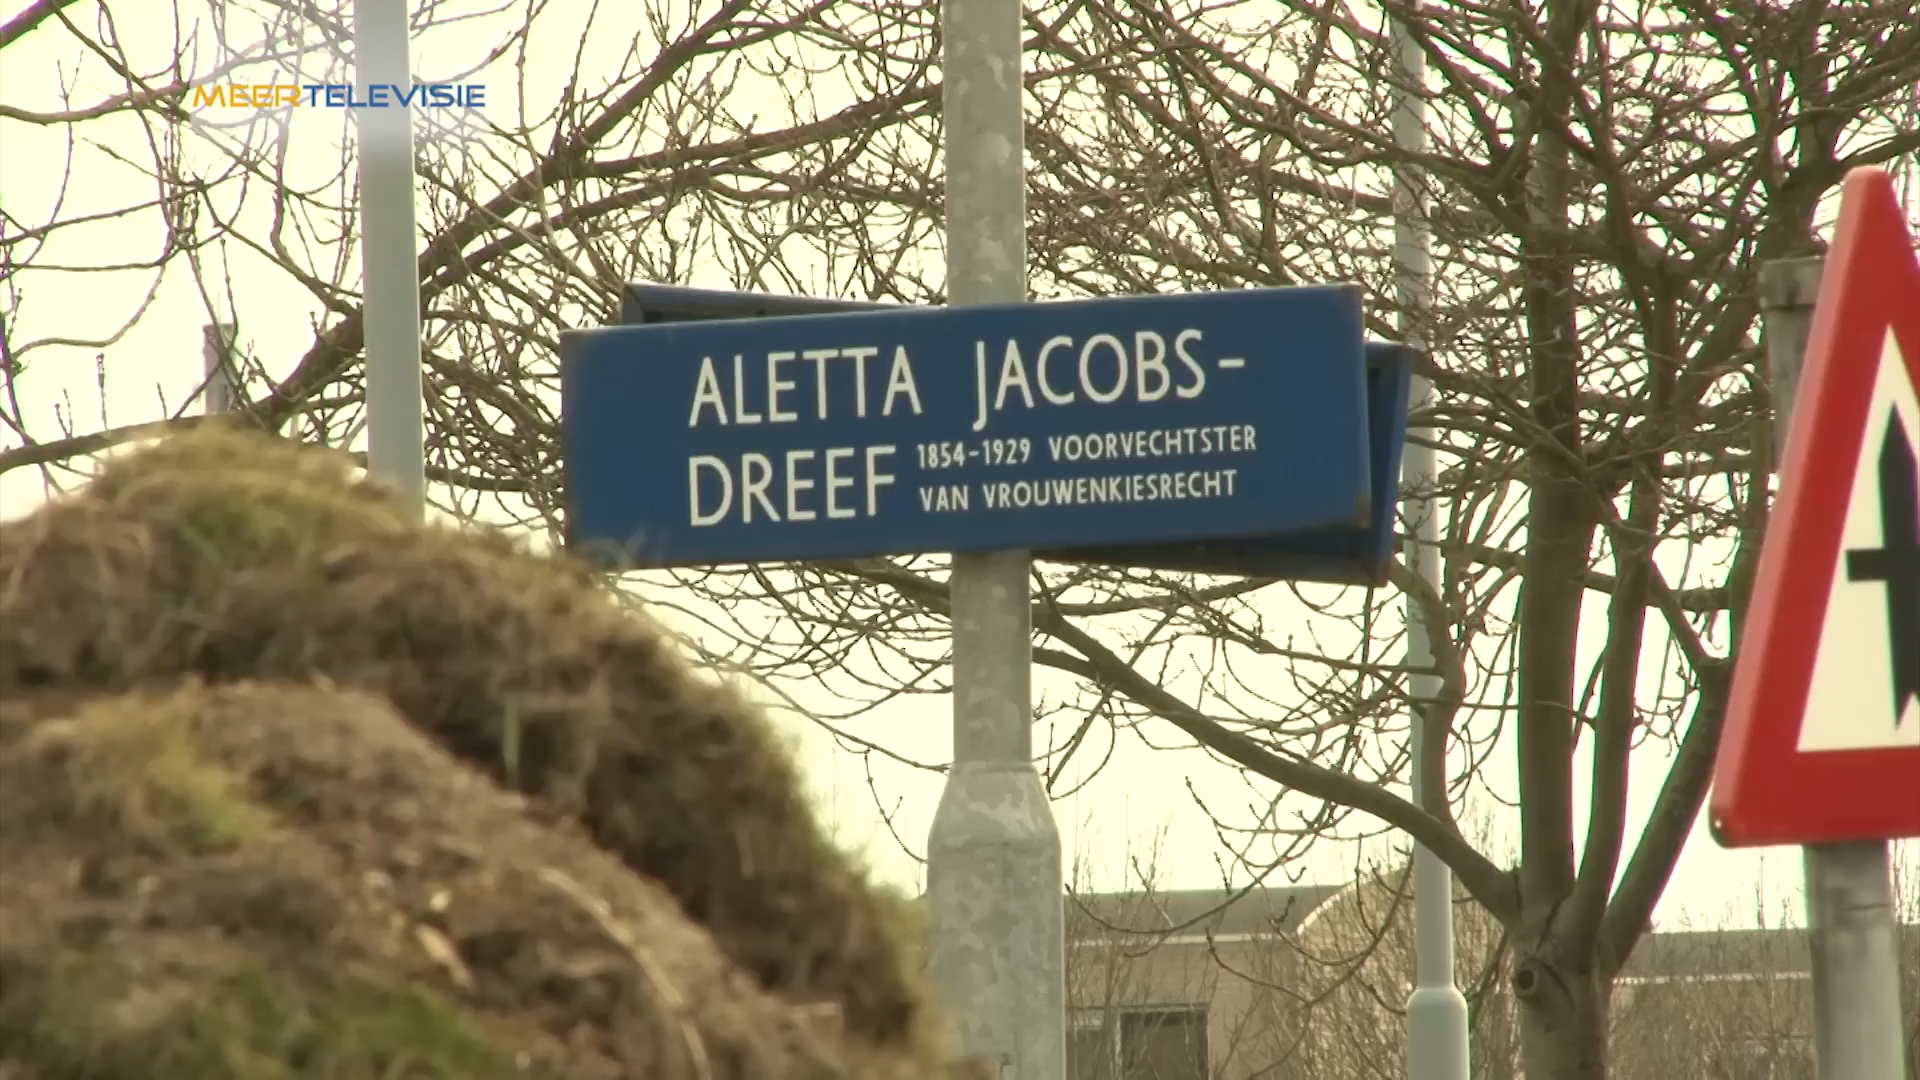 MEERTELEVISIE
ALETTA JACOBS-
DREEF 1854-1929 VOORVECHTSTER
VAN VROUWENKIESRECHT